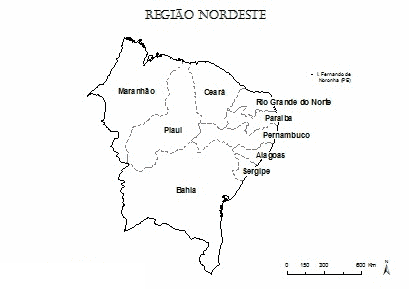 REGIÃO NORDESTE
I. Fernando de
Noronha (PE)
Maranhão
Ceará
Rio Grande do Norte
Paraíba
Piauí
Pernambuco
Alagoas
Sergipe
Bahia
N
0 150 300 600 Km